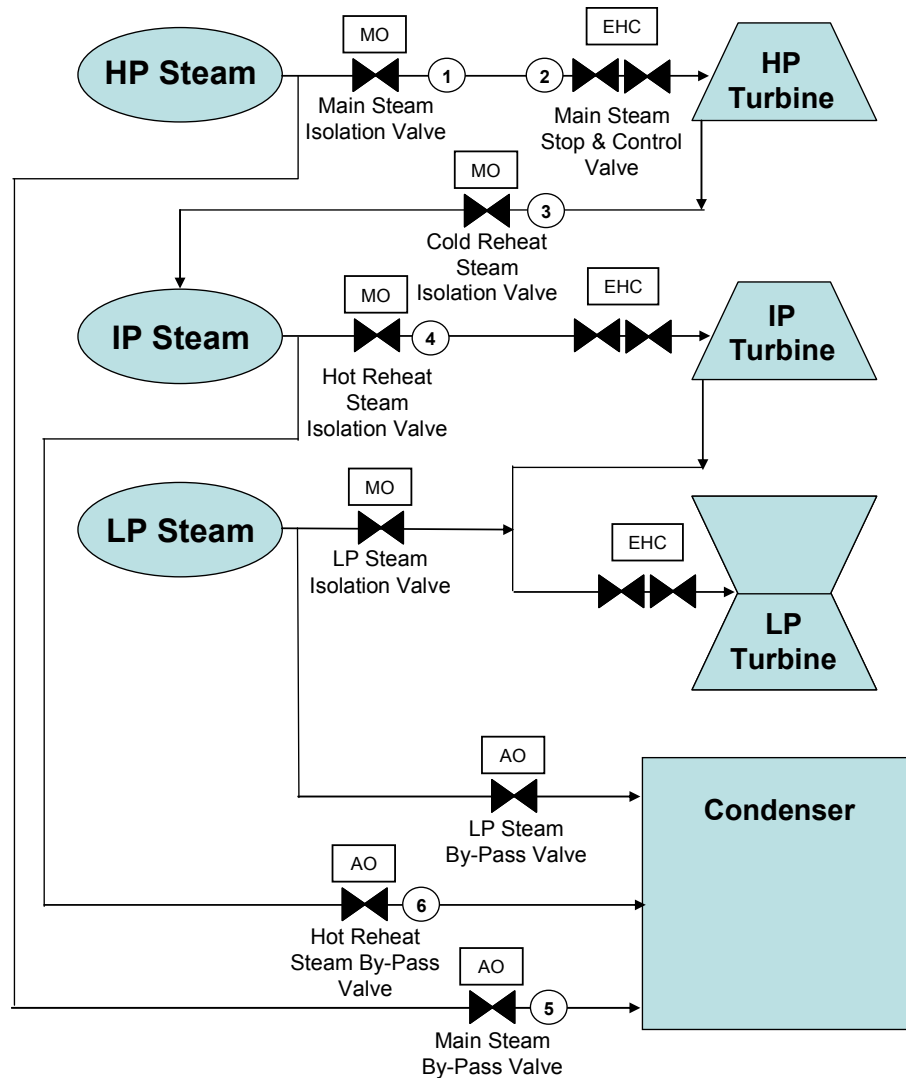 HP Steam
MO
Main Steam
Isolation Valve
1
2
EHC
Main Steam
Stop & Control
Valve
HP
Turbine
MO
3
Cold Reheat
Steam
Isolation Valve
IP Steam
MO
4
Hot Reheat
Steam
Isolation Valve
EHC
IP
Turbine
LP Steam
MO
LP Steam
Isolation Valve
EHC
LP
Turbine
AO
LP Steam
By-Pass Valve
Condenser
AO
6
Hot Reheat
Steam By-Pass
Valve
AO
5
Main Steam
By-Pass Valve